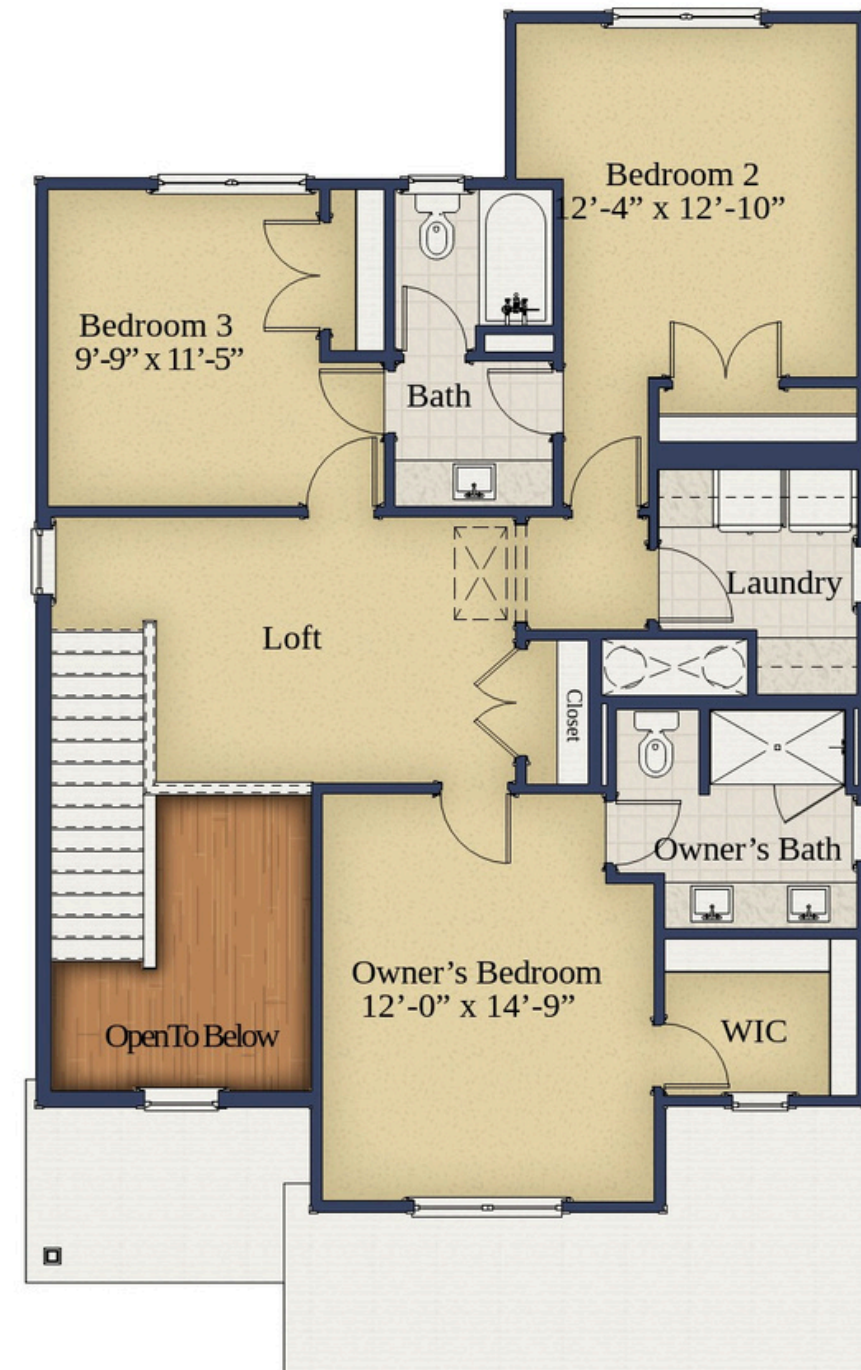 Bedroom 2
12’-4” x 12’-10”
Bedroom 3
9’-9” x 11’-5”
Bath
Laundry
Loft
Closet
Owner’s Bath
Owner’s Bedroom
12’-0” x 14’-9”
WIC
OpenTo Below